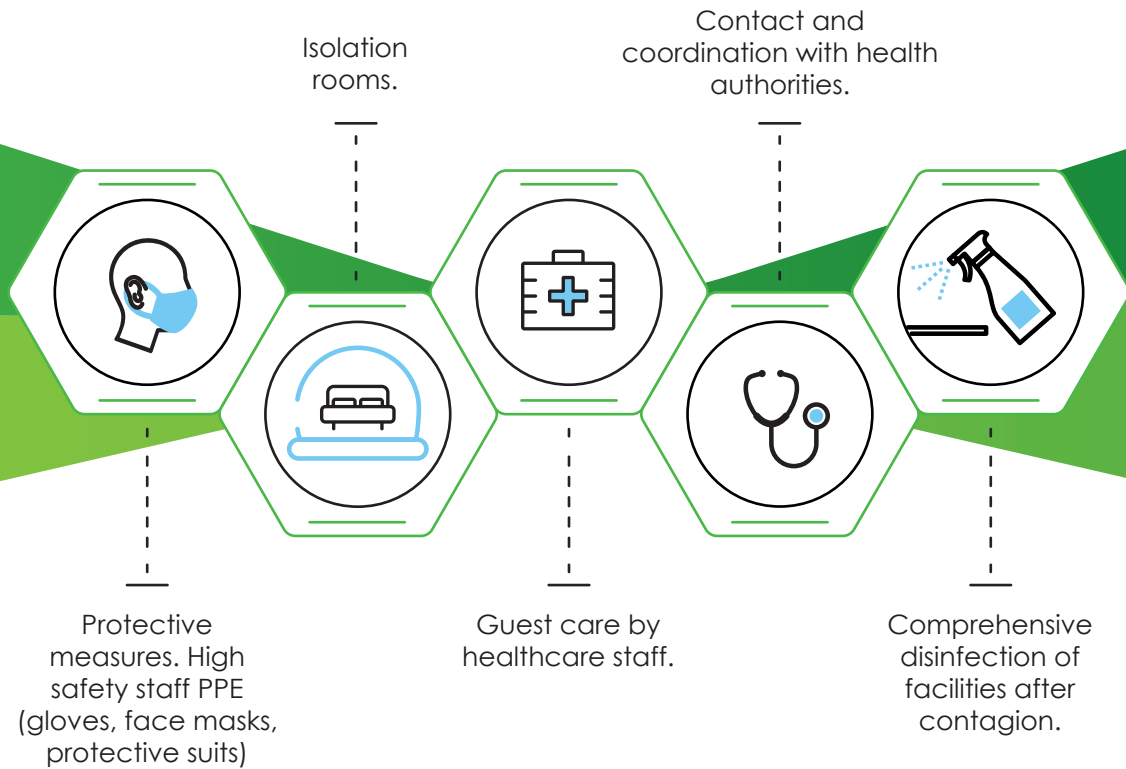 Isolation
rooms.
Contact and
coordination with health
authorities.
Protective
measures. High
safety staff PPE
(gloves, face masks,
protective suits)
Guest care by
healthcare staff.
Comprehensive
disinfection of
facilities after
contagion.